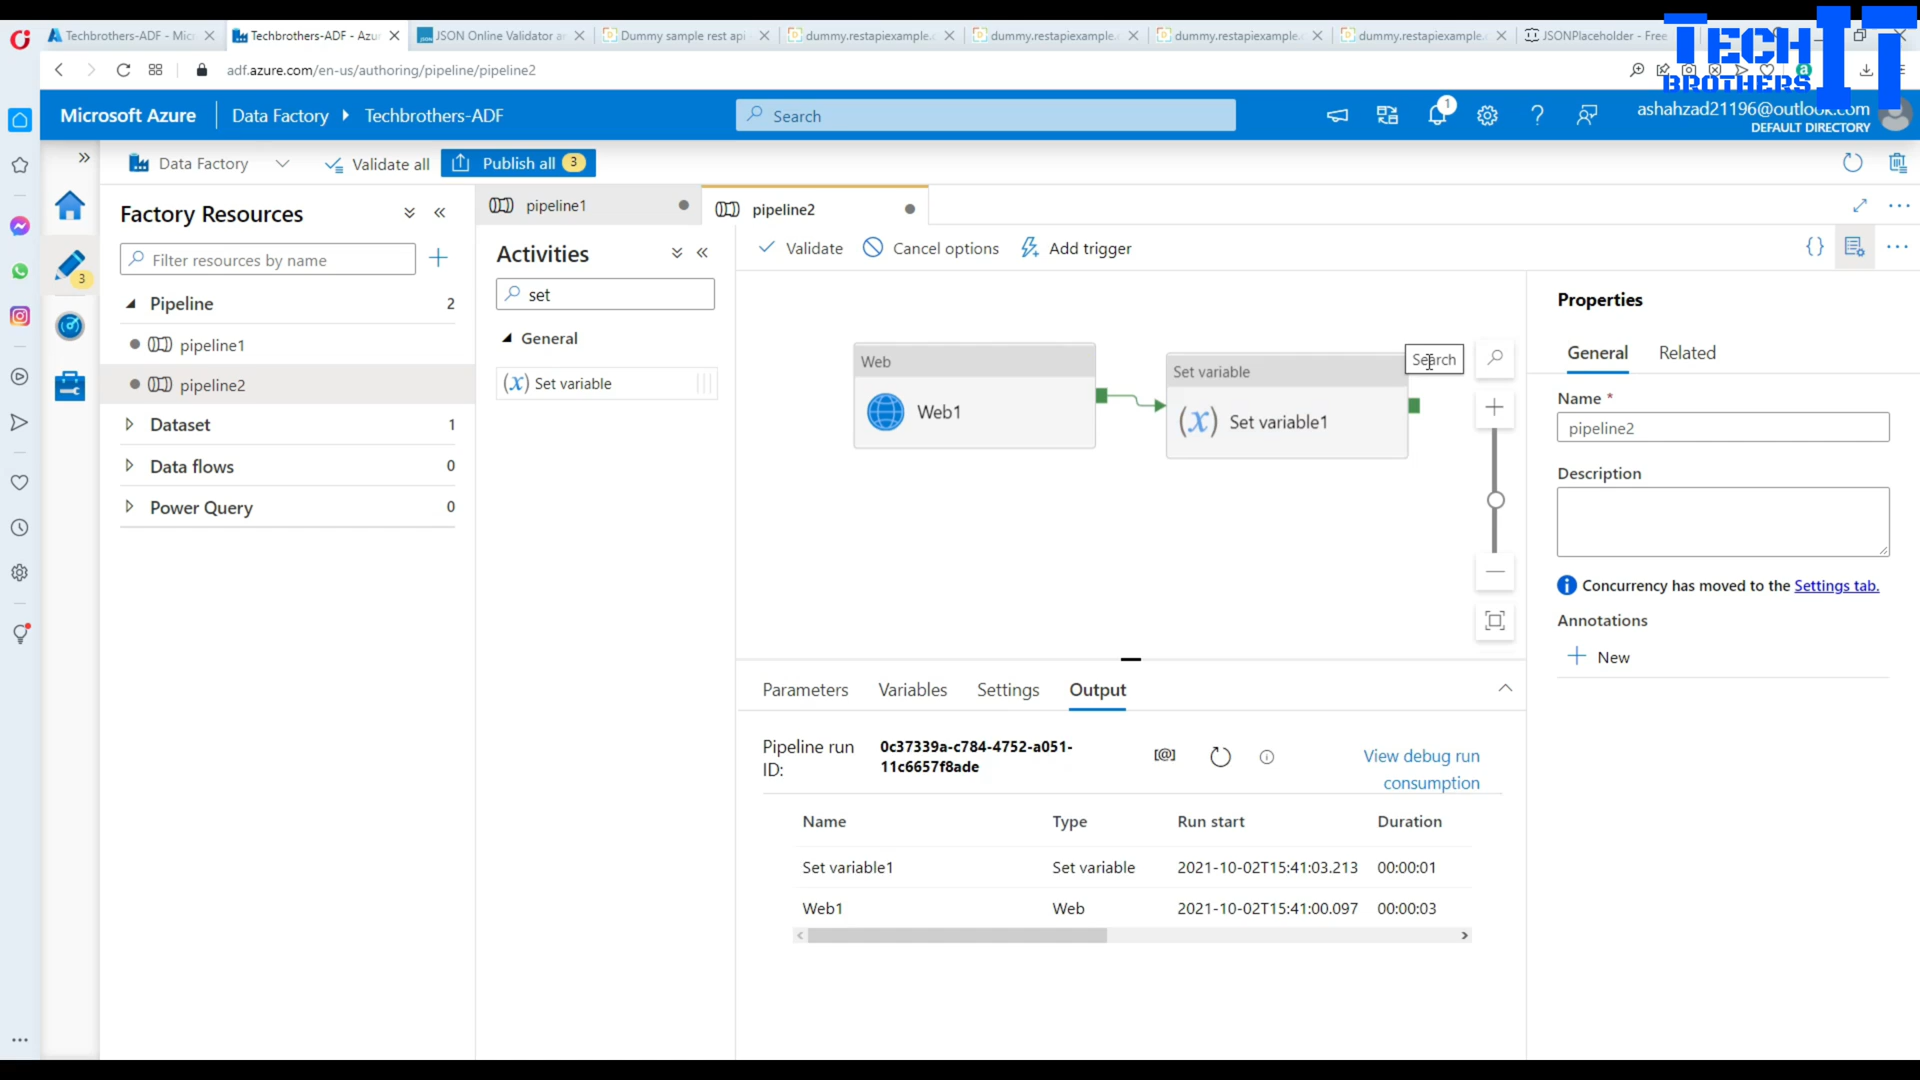 Techbrothers-ADF - Mic
Techbrothers-ADF - Azu
JSON Online Validator a
Dummy sample rest api
dummy.restapiexample.
dummy.restapiexample.
dummy.restapiexample.
dummy.restapiexample.
JSONPlaceholder - Free
TECH
BROTHERS
IT
adf.azure.com/en-us/authoring/pipeline/pipeline2
Microsoft Azure
Data Factory
Techbrothers-ADF
Search
1
ashahzad21196@outlook.com
DEFAULT DIRECTORY
Data Factory
Validate all
Publish all 3
3
Factory Resources
Filter resources by name
Pipeline 2
pipeline1
pipeline2
Dataset 1
Data flows 0
Power Query 0
pipeline1
pipeline2
Activities
set
General
(x) Set variable
Validate
Cancel options
Add trigger
{}
Web
Web1
Set variable
(x) Set variable1
Search
Properties
General
Related
Name *
pipeline2
Description
Concurrency has moved to the Settings tab.
Annotations
New
Parameters
Variables
Settings
Output
Pipeline run ID:
0c37339a-c784-4752-a051-
11c6657f8ade
[@]
View debug run
consumption
Name Type Run start Duration
Set variable1 Set variable 2021-10-02T15:41:03.213 00:00:01
Web1 Web 2021-10-02T15:41:00.097 00:00:03